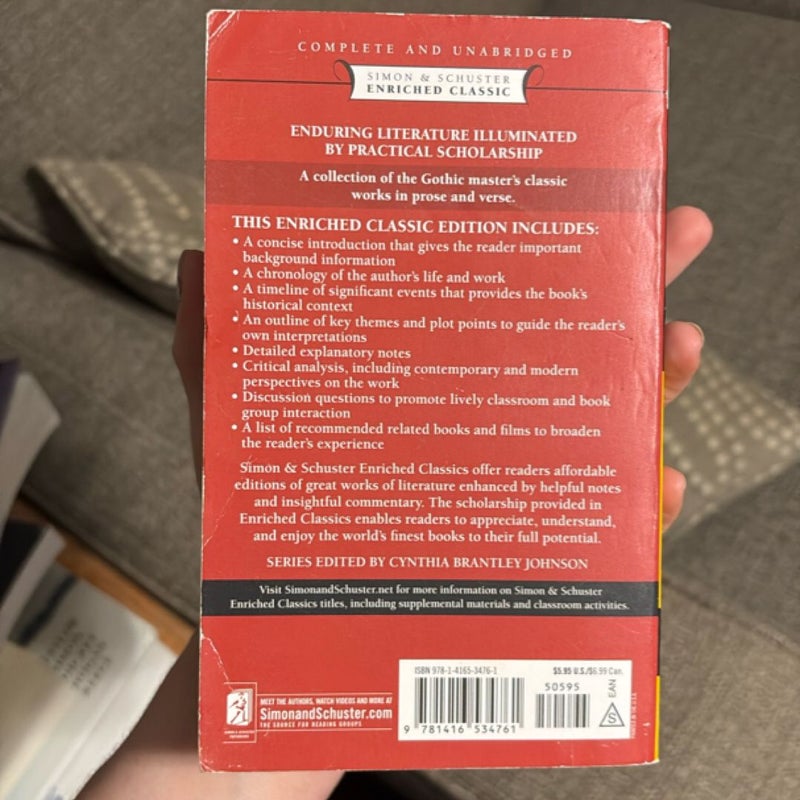 COMPLETE AND UNABRIDGED
SIMON & SCHUSTER
ENRICHED CLASSIC
ENDURING LITERATURE ILLUMINATED
BY PRACTICAL SCHOLARSHIP
A collection of the Gothic master's classic
works in prose and verse.
THIS ENRICHED CLASSIC EDITION INCLUDES:
• A concise introduction that gives the reader important
background information
• A chronology of the author's life and work
• A timeline of significant events that provides the book's
historical context
• An outline of key themes and plot points to guide the reader's
own interpretations
• Detailed explanatory notes
• Critical analysis, including contemporary and modern
perspectives on the work
• Discussion questions to promote lively classroom and book
group interaction
• A list of recommended related books and films to broaden
the reader's experience
Simon & Schuster Enriched Classics offer readers affordable
editions of great works of literature enhanced by helpful notes
and insightful commentary. The scholarship provided in
Enriched Classics enables readers to appreciate, understand,
and enjoy the world's finest books to their full potential.
SERIES EDITED BY CYNTHIA BRANTLEY JOHNSON
Visit SimonandSchuster.net for more information on Simon & Schuster
Enriched Classics titles, including supplemental materials and classroom activities.
MEET THE AUTHORS, WATCH VIDEOS AND MORE AT
SimonandSchuster.com
THE SOURCE FOR READING GROUPS
ISBN 978-1-4165-3476-1
$5.95 U.S./$6.99 Can.
50595
9 781416 534761
EAN
S